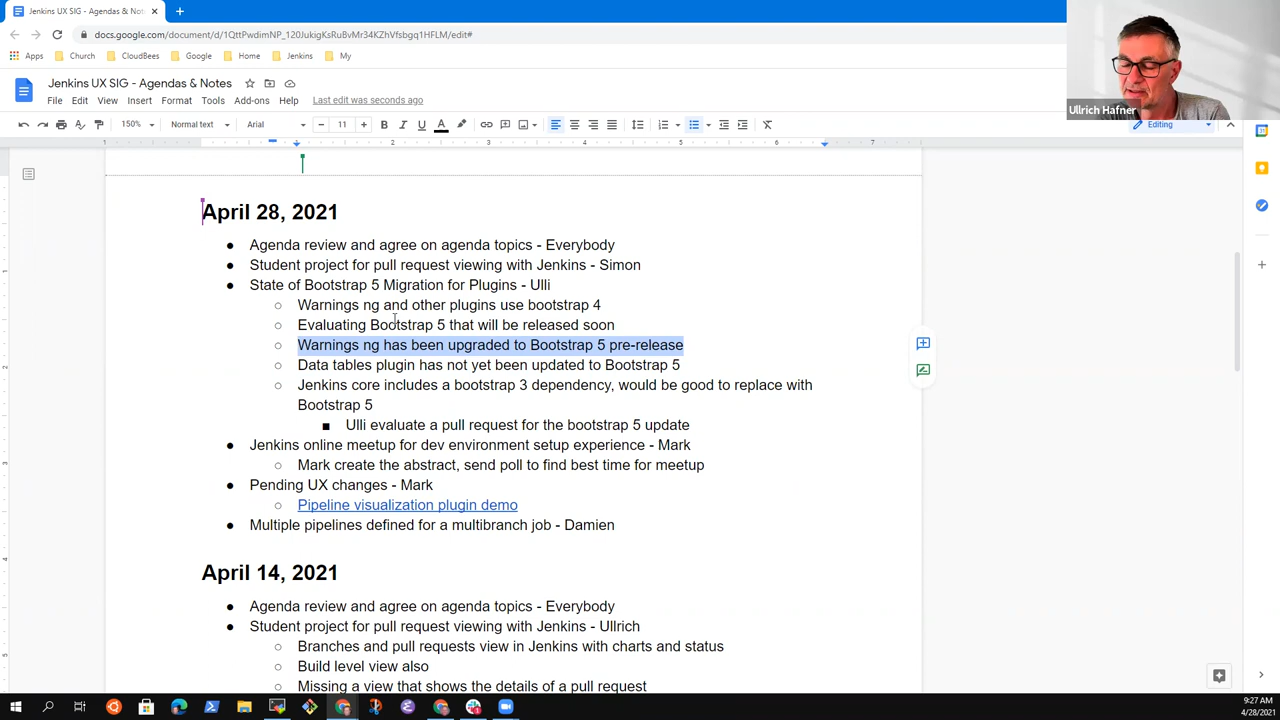 Jenkins UX SIG - Agendas & Not
docs.google.com/document/d/1QttPwdimNP_120JukigKsRuBvMr34KZhVfsbgq1HFLM/edit#
Apps Church CloudBees Google Home Jenkins My
Jenkins UX SIG - Agendas & Notes
File Edit View Insert Format Tools Add-ons Help Last edit was seconds ago
150% Normal text Arial 11 Editing
Ullrich Hafner
1 2 3 4 5 6 7
April 28, 2021
Agenda review and agree on agenda topics - Everybody
Student project for pull request viewing with Jenkins - Simon
State of Bootstrap 5 Migration for Plugins - Ulli
Warnings ng and other plugins use bootstrap 4
Evaluating Bootstrap 5 that will be released soon
Warnings ng has been upgraded to Bootstrap 5 pre-release
Data tables plugin has not yet been updated to Bootstrap 5
Jenkins core includes a bootstrap 3 dependency, would be good to replace with
Bootstrap 5
Ulli evaluate a pull request for the bootstrap 5 update
Jenkins online meetup for dev environment setup experience - Mark
Mark create the abstract, send poll to find best time for meetup
Pending UX changes - Mark
Pipeline visualization plugin demo
Multiple pipelines defined for a multibranch job - Damien
April 14, 2021
Agenda review and agree on agenda topics - Everybody
Student project for pull request viewing with Jenkins - Ullrich
Branches and pull requests view in Jenkins with charts and status
Build level view also
Missing a view that shows the details of a pull request
9:27 AM
4/28/2021